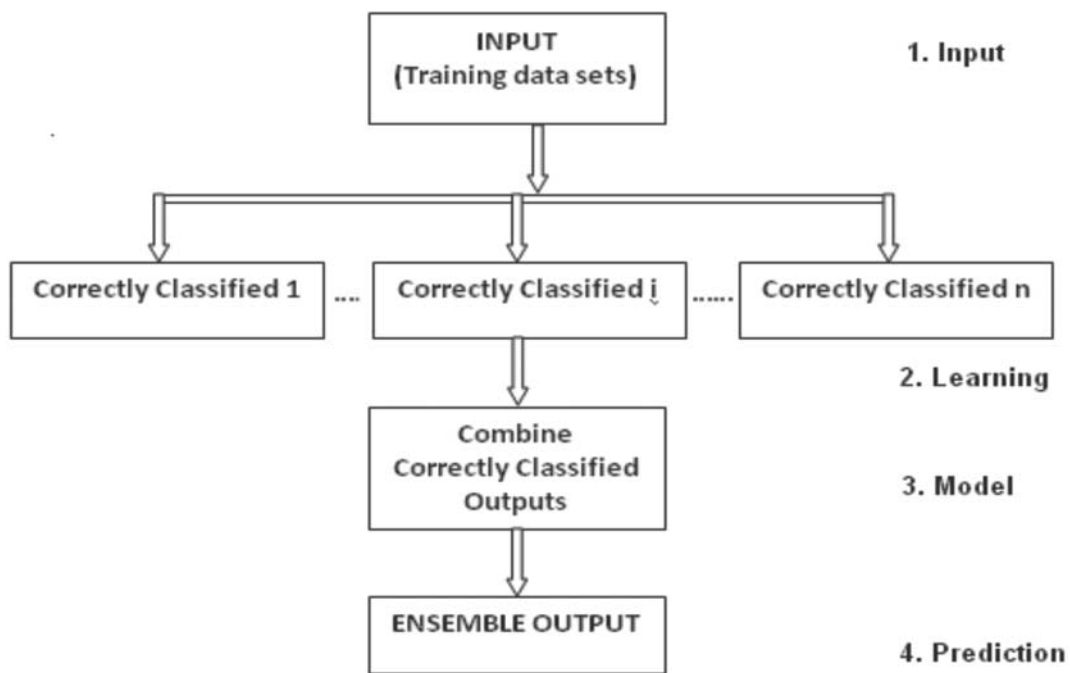 INPUT
(Training data sets)
1. Input
Correctly Classified 1 .... Correctly Classified i ...... Correctly Classified n
2. Learning
Combine
Correctly Classified
Outputs
3. Model
ENSEMBLE OUTPUT
4. Prediction